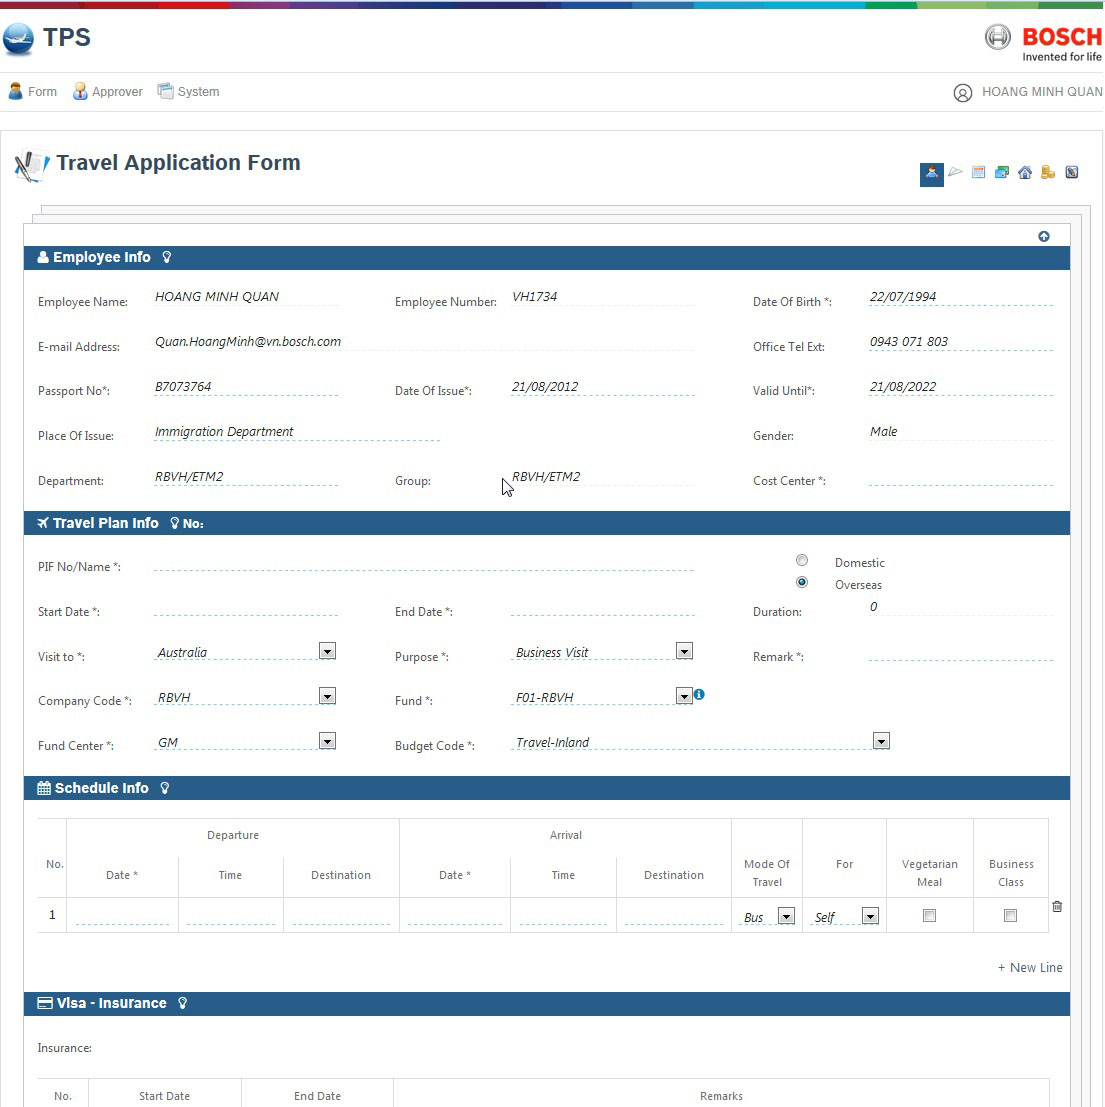 TPS
BOSCH
Invented for life
Form Approver System HOANG MINH QUAN
Travel Application Form
Employee Info
Employee Name: HOANG MINH QUAN Employee Number: VH1734 Date Of Birth *: 22/07/1994
E-mail Address: Quan.HoangMinh@vn.bosch.com Office Tel Ext: 0943 071 803
Passport No*: B7073764 Date Of Issue*: 21/08/2012 Valid Until*: 21/08/2022
Place Of Issue: Immigration Department Gender: Male
Department: RBVH/ETM2 Group: RBVH/ETM2 Cost Center *:
Travel Plan Info No:
PIF No/Name *: Domestic
Overseas
Start Date *: End Date *: Duration: 0
Visit to *: Australia Purpose *: Business Visit Remark *:
Company Code *: RBVH Fund *: F01-RBVH
Fund Center *: GM Budget Code *: Travel-Inland
Schedule Info
No. Departure Arrival
Date * Time Destination Date * Time Destination Mode Of Travel For Vegetarian Meal Business Class
1 Bus Self
+ New Line
Visa - Insurance
Insurance:
No. Start Date End Date Remarks